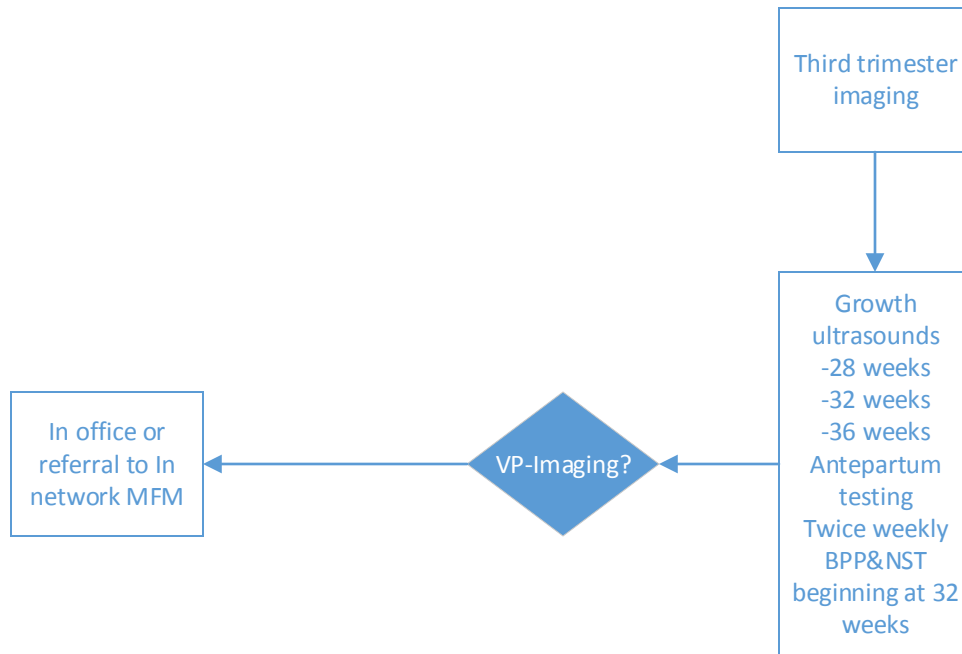 Third trimester
imaging
Growth
ultrasounds
-28 weeks
-32 weeks
-36 weeks
Antepartum
testing
Twice weekly
BPP&NST
beginning at 32
weeks
VP-Imaging?
In office or
referral to In
network MFM